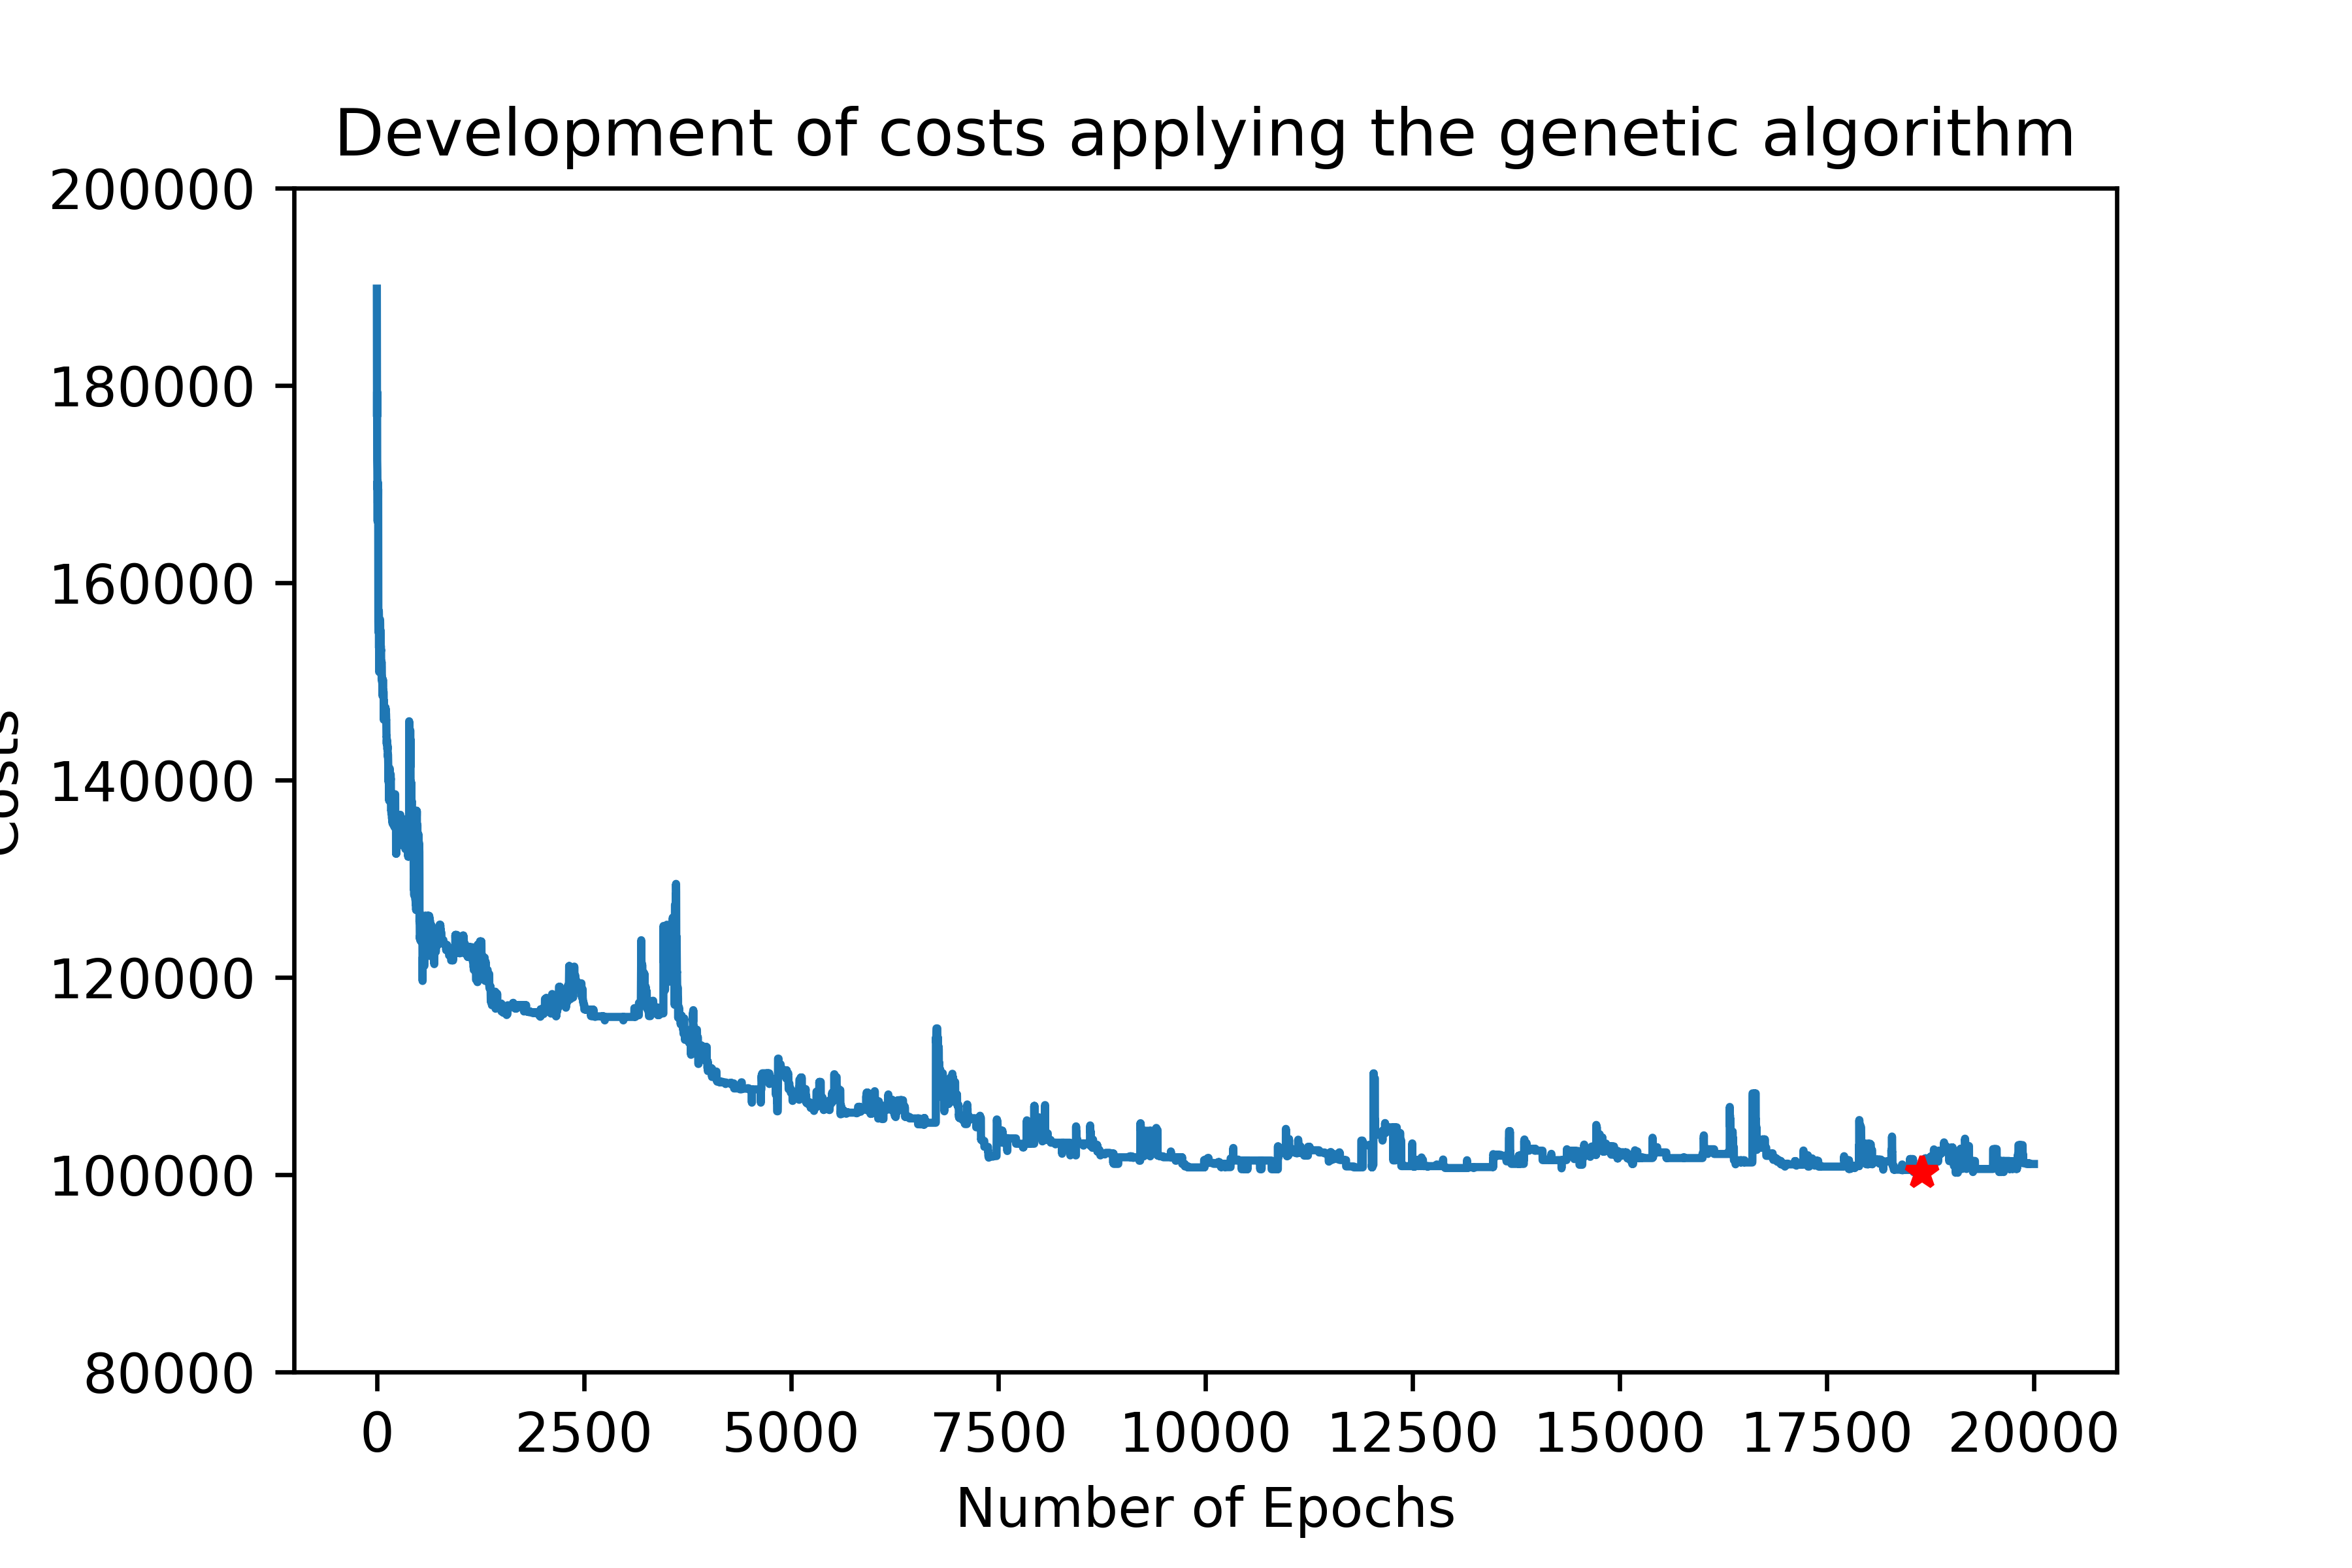 Development of costs applying the genetic algorithm
200000
180000
160000
140000
120000
100000
80000
Costs
0 2500 5000 7500 10000 12500 15000 17500 20000
Number of Epochs